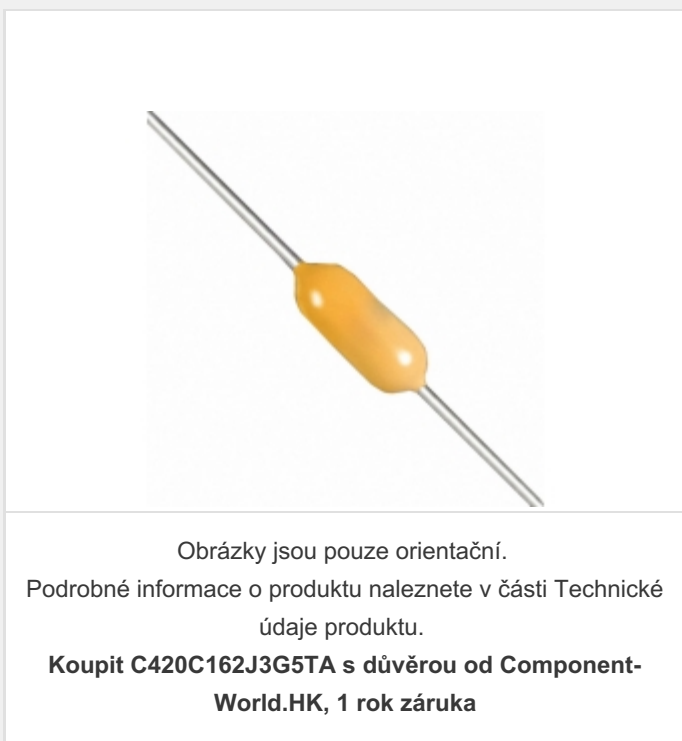 Obrázky jsou pouze orientační.
Podrobné informace o produktu naleznete v části Technické
údaje produktu.
Koupit C420C162J3G5TA s důvěrou od Component-
World.HK, 1 rok záruka